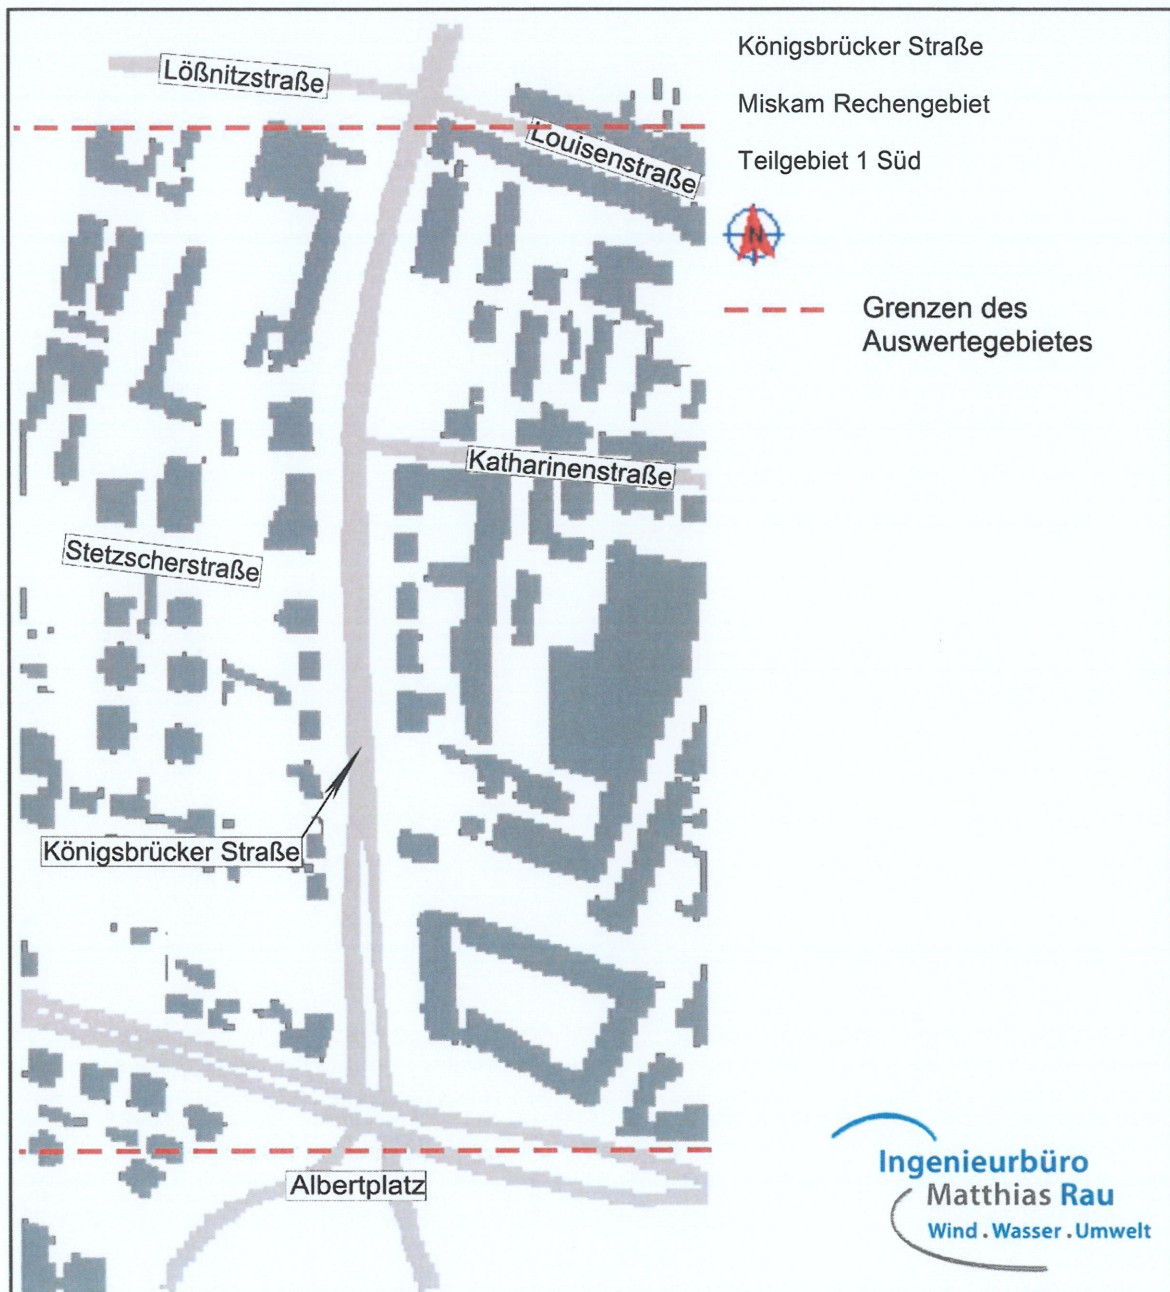 Königsbrücker Straße
Miskam Rechengebiet
Teilgebiet 1 Süd
N
Grenzen des
Auswertegebietes
Lößnitzstraße
Louisenstraße
Katharinenstraße
Stetzscherstraße
Königsbrücker Straße
Albertplatz
Ingenieurbüro
Matthias Rau
Wind . Wasser . Umwelt